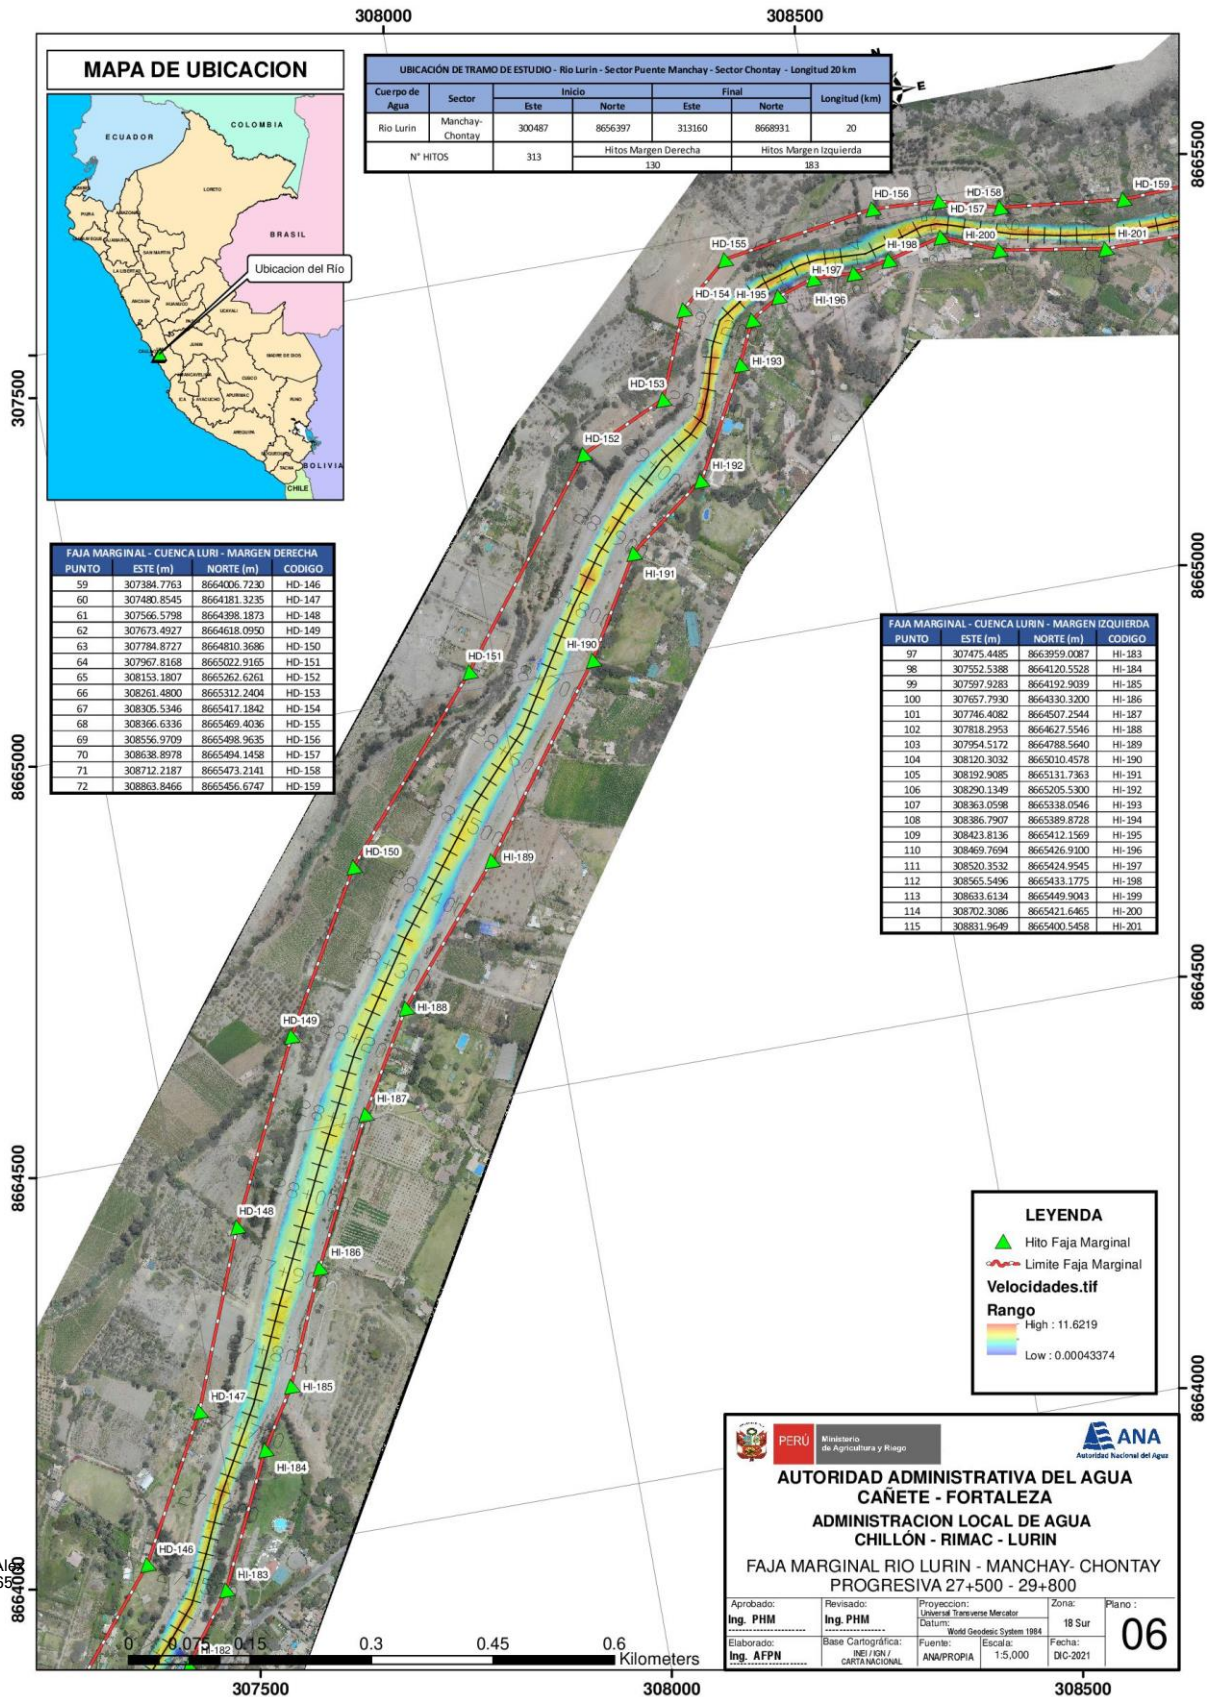 308000
308500
MAPA DE UBICACION
ECUADOR
COLOMBIA
LORETO
PIURA
AMAZONAS
CAJAMARCA
SAN MARTIN
LA LIBERTAD
BRASIL
Ubicacion del Río
ANCASH
HUANUCO
UCAYALI
JUNIN
MADRE DE DIOS
CUSCO
ICA
AYACUCHO
APURIMAC
PUNO
AREQUIPA
TACNA
BOLIVIA
CHILE
UBICACIÓN DE TRAMO DE ESTUDIO - Rio Lurin - Sector Puente Manchay - Sector Chontay - Longitud 20 km
Cuerpo de Agua Sector Inicio Final Longitud (km)
Este Norte Este Norte
Rio Lurin Manchay-Chontay 300487 8656397 313160 8668931 20
N° HITOS 313 Hitos Margen Derecha Hitos Margen Izquierda
130 183
N
E
8665500
HD-159
HD-158
HD-157
HD-156
HD-155
HD-154
HD-153
HD-152
HD-151
HD-150
HD-149
HD-148
HD-147
HD-146
HI-201
HI-200
HI-198
HI-197
HI-196
HI-195
HI-193
HI-192
HI-191
HI-190
HI-189
HI-188
HI-187
HI-186
HI-185
HI-184
HI-183
HI-182
307500
8665000
8664500
8664000
8665000
8664500
8664000
FAJA MARGINAL - CUENCA LURI - MARGEN DERECHA
PUNTO ESTE (m) NORTE (m) CODIGO
59 307384.7763 8664006.7230 HD-146
60 307480.8545 8664181.3235 HD-147
61 307566.5798 8664398.1873 HD-148
62 307673.4927 8664618.0950 HD-149
63 307784.8727 8664810.3686 HD-150
64 307967.8168 8665022.9165 HD-151
65 308153.1807 8665262.6261 HD-152
66 308261.4800 8665312.2404 HD-153
67 308305.5346 8665417.1842 HD-154
68 308366.6336 8665469.4036 HD-155
69 308556.9709 8665498.9635 HD-156
70 308638.8978 8665494.1458 HD-157
71 308712.2187 8665473.2141 HD-158
72 308863.8466 8665456.6747 HD-159
FAJA MARGINAL - CUENCA LURIN - MARGEN IZQUIERDA
PUNTO ESTE (m) NORTE (m) CODIGO
97 307475.4485 8663959.0087 HI-183
98 307552.5388 8664120.5528 HI-184
99 307597.9283 8664192.9039 HI-185
100 307657.7930 8664330.3200 HI-186
101 307746.4082 8664507.2544 HI-187
102 307818.2953 8664627.5546 HI-188
103 307954.5172 8664788.5640 HI-189
104 308120.3032 8665010.4578 HI-190
105 308192.9085 8665131.7363 HI-191
106 308290.1349 8665205.5300 HI-192
107 308363.0598 8665338.0546 HI-193
108 308386.7907 8665389.8728 HI-194
109 308423.8136 8665412.1569 HI-195
110 308469.7694 8665426.9100 HI-196
111 308520.3532 8665424.9545 HI-197
112 308565.5496 8665433.1775 HI-198
113 308633.6134 8665449.9043 HI-199
114 308702.3086 8665421.6465 HI-200
115 308831.9649 8665400.5458 HI-201
LEYENDA
Hito Faja Marginal
Limite Faja Marginal
Velocidades.tif
Rango
High : 11.6219
Low : 0.00043374
PERÚ Ministerio de Agricultura y Riego
ANA
Autoridad Nacional del Agua
AUTORIDAD ADMINISTRATIVA DEL AGUA
CAÑETE - FORTALEZA
ADMINISTRACION LOCAL DE AGUA
CHILLÓN - RIMAC - LURIN
FAJA MARGINAL RIO LURIN - MANCHAY- CHONTAY
PROGRESIVA 27+500 - 29+800
Aprobado: Ing. PHM
Revisado: Ing. PHM
Proyeccion: Universal Transverse Mercator
Datum: World Geodesic System 1984
Zona: 18 Sur
Plano : 06
Elaborado: Ing. AFPN
Base Cartográfica: INEI / IGN / CARTA NACIONAL
Fuente: ANA/PROPIA
Escala: 1:5,000
Fecha: DIC-2021
0 0.075 0.15 0.3 0.45 0.6
Kilometers
307500
308000
308500